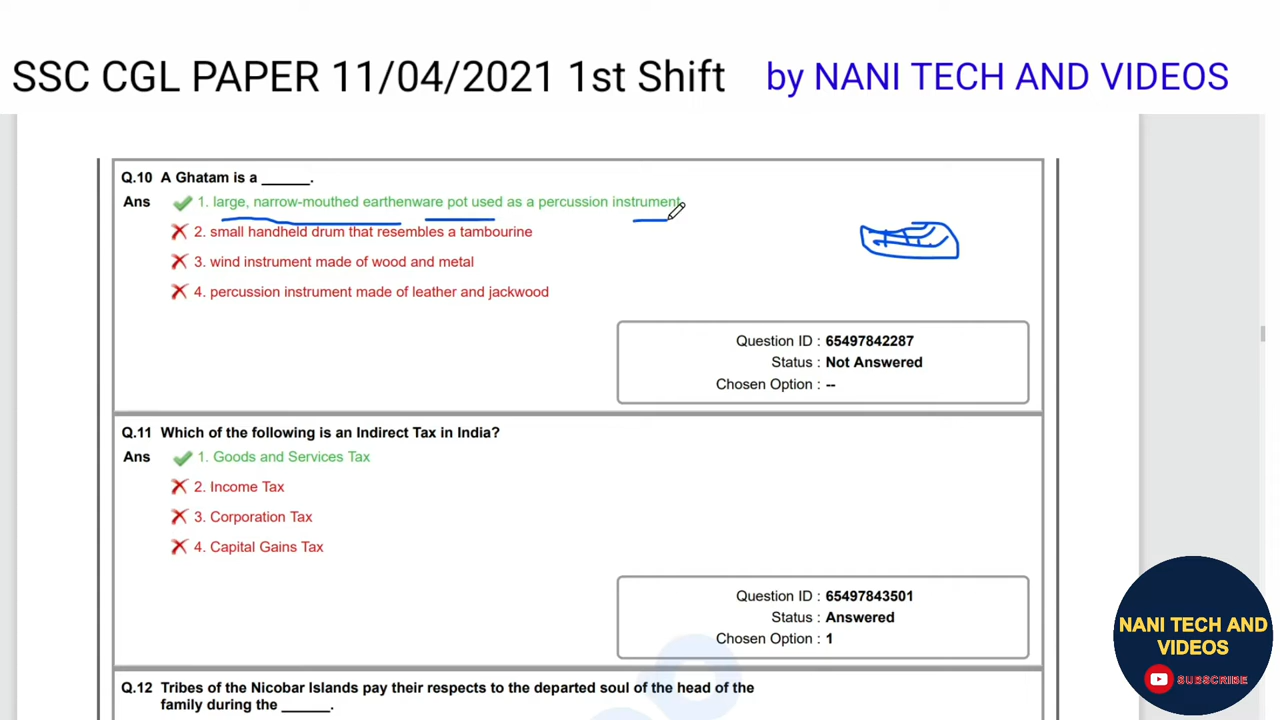 SSC CGL PAPER 11/04/2021 1st Shift by NANI TECH AND VIDEOS
Q.10 A Ghatam is a ______.
Ans 1. large, narrow-mouthed earthenware pot used as a percussion instrument
2. small handheld drum that resembles a tambourine
3. wind instrument made of wood and metal
4. percussion instrument made of leather and jackwood
Question ID : 65497842287
Status : Not Answered
Chosen Option : --
Q.11 Which of the following is an Indirect Tax in India?
Ans 1. Goods and Services Tax
2. Income Tax
3. Corporation Tax
4. Capital Gains Tax
Question ID : 65497843501
Status : Answered
Chosen Option : 1
Q.12 Tribes of the Nicobar Islands pay their respects to the departed soul of the head of the
family during the ______.
NANI TECH AND
VIDEOS
SUBSCRIBE